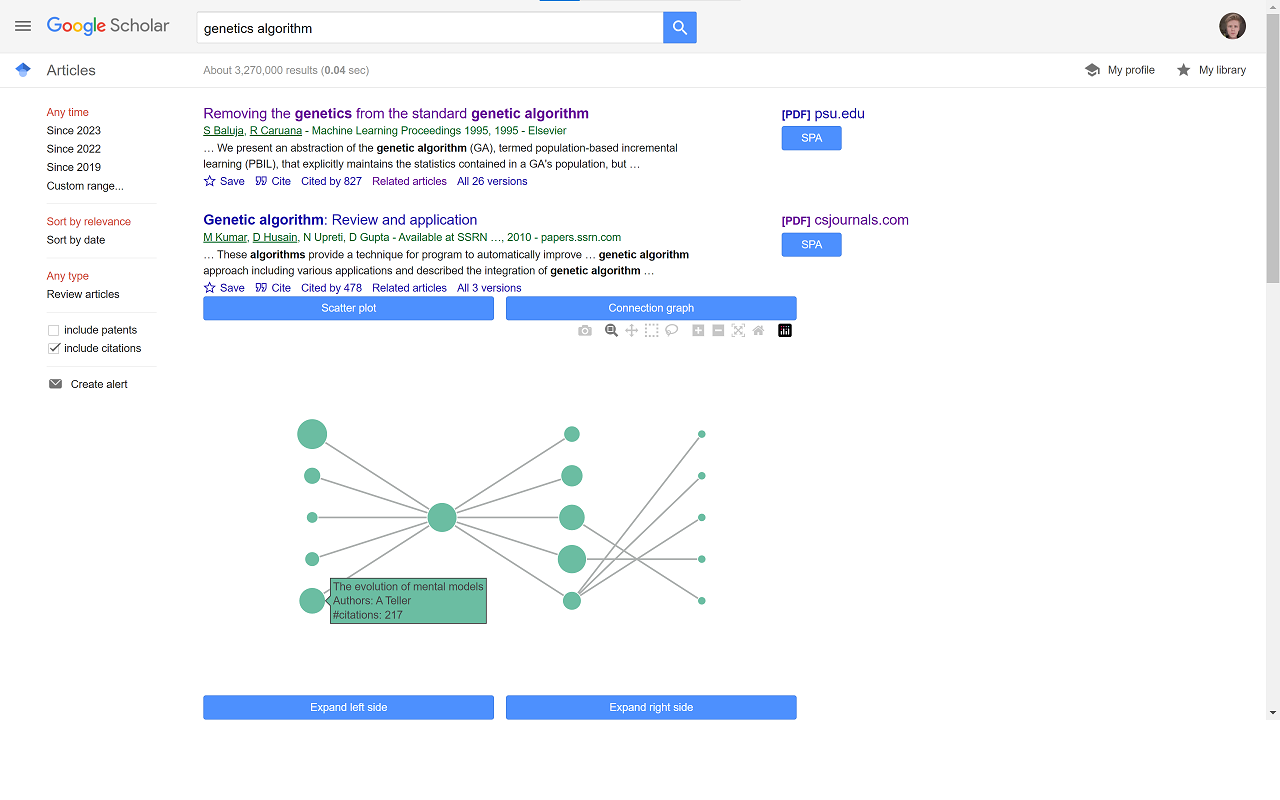 Google Scholar
genetics algorithm
Articles
About 3,270,000 results (0.04 sec)
My profile
My library
Any time
Since 2023
Since 2022
Since 2019
Custom range...
Sort by relevance
Sort by date
Any type
Review articles
include patents
include citations
Create alert
Removing the genetics from the standard genetic algorithm
S Baluja, R Caruana - Machine Learning Proceedings 1995, 1995 - Elsevier
… We present an abstraction of the genetic algorithm (GA), termed population-based incremental
learning (PBIL), that explicitly maintains the statistics contained in a GA's population, but …
Save Cite Cited by 827 Related articles All 26 versions
[PDF] psu.edu
SPA
Genetic algorithm: Review and application
M Kumar, D Husain, N Upreti, D Gupta - Available at SSRN …, 2010 - papers.ssrn.com
… These algorithms provide a technique for program to automatically improve … genetic algorithm
approach including various applications and described the integration of genetic algorithm …
Save Cite Cited by 478 Related articles All 3 versions
[PDF] csjournals.com
SPA
Scatter plot
Connection graph
The evolution of mental models
Authors: A Teller
#citations: 217
Expand left side
Expand right side